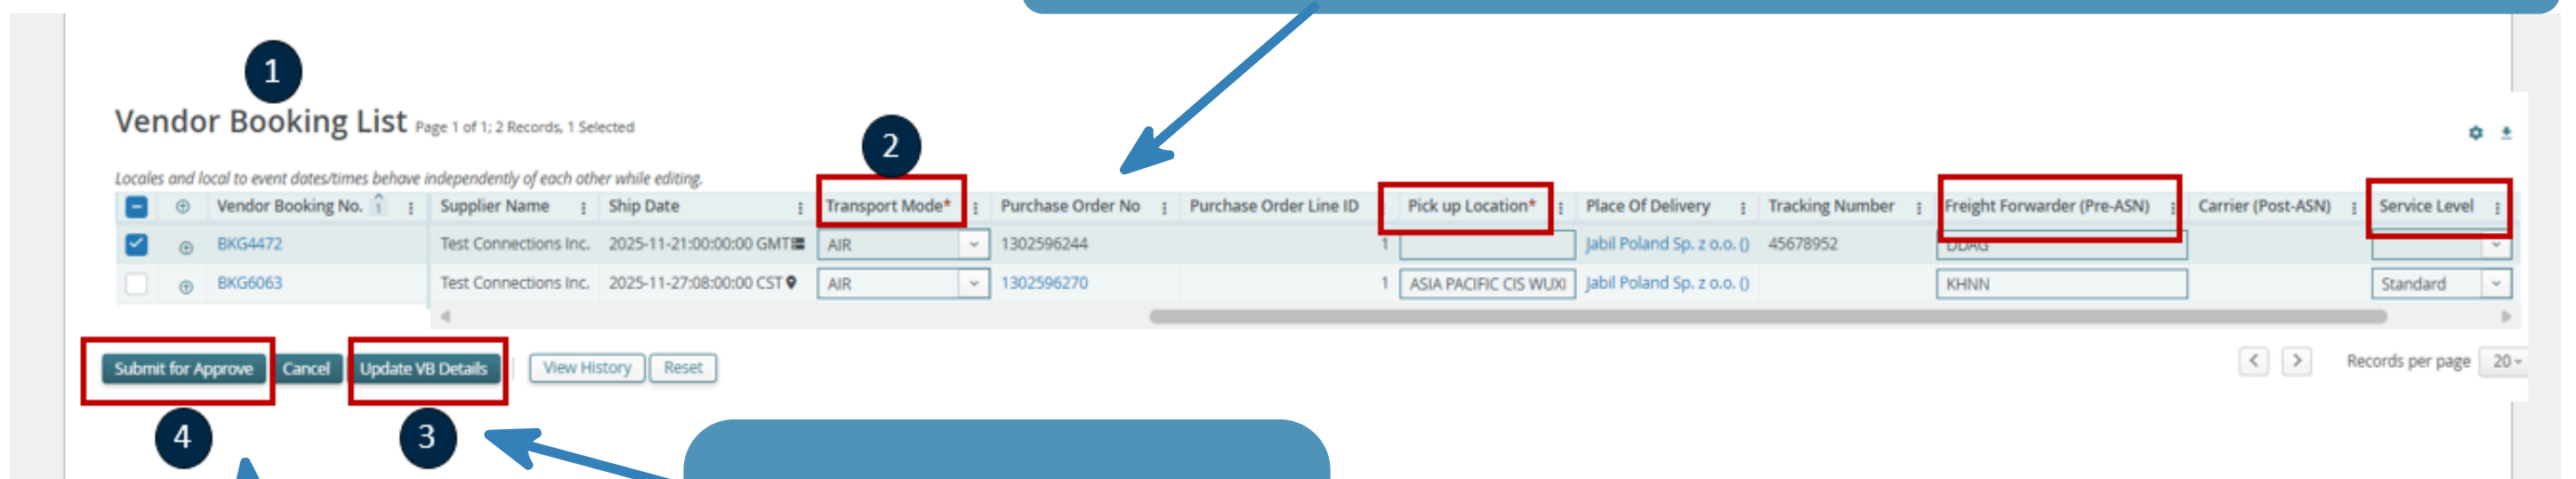 1
Vendor Booking List Page 1 of 1; 2 Records, 1 Selected
2
Locales and local to event dates/times behave independently of each other while editing.
Vendor Booking No. 1 Supplier Name Ship Date Transport Mode* Purchase Order No Purchase Order Line ID Pick up Location* Place Of Delivery Tracking Number Freight Forwarder (Pre-ASN) Carrier (Post-ASN) Service Level
BKG4472 Test Connections Inc. 2025-11-21:00:00:00 GMT AIR 1302596244 1 Jabil Poland Sp. z o.o. () 45678952 DDAG
BKG6063 Test Connections Inc. 2025-11-27:08:00:00 CST AIR 1302596270 1 ASIA PACIFIC CIS WUXI Jabil Poland Sp. z o.o. () KHNN Standard
Submit for Approve Cancel Update VB Details View History Reset < > Records per page 20
4 3